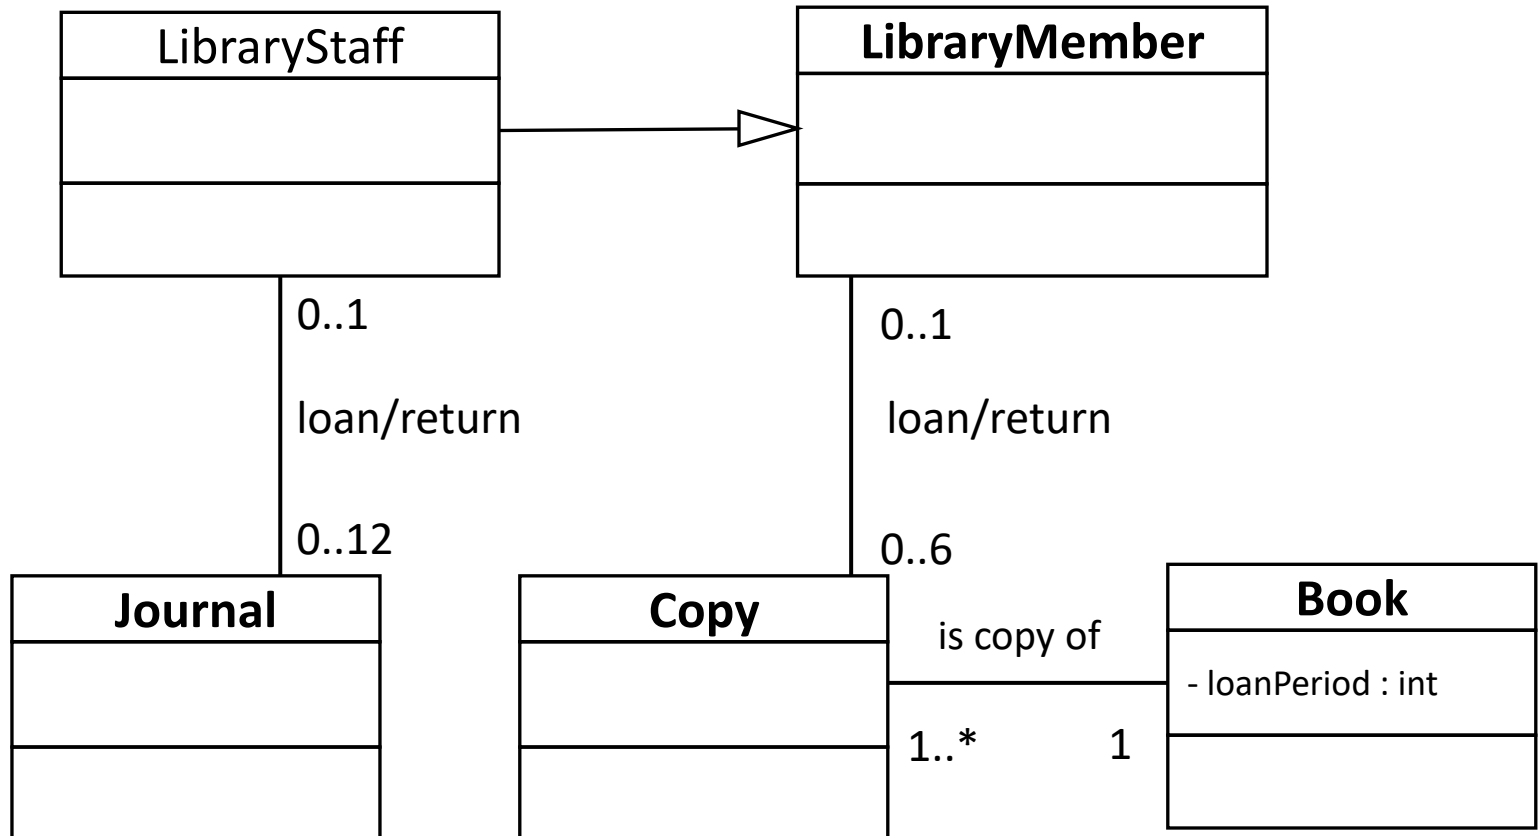 LibraryStaff
LibraryMember
0..1
0..1
loan/return
loan/return
0..12
0..6
Journal
Copy
is copy of
Book
- loanPeriod : int
1..*
1